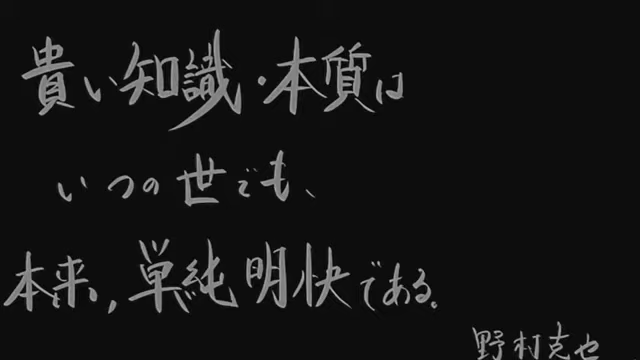 貴い知識・本質は
いつの世でも、
本来，単純明快である。
野村克也